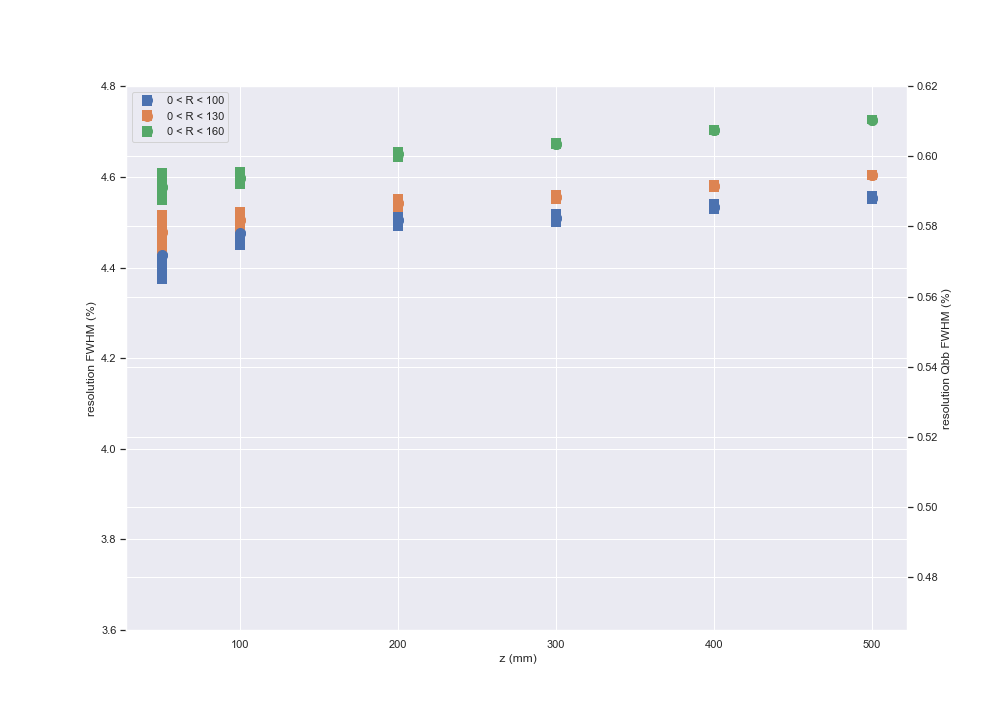 0 < R < 100
0 < R < 130
0 < R < 160
4.8
4.6
4.4
4.2
4.0
3.8
3.6
resolution FWHM (%)
0.62
0.60
0.58
0.56
0.54
0.52
0.50
0.48
resolution Qbb FWHM (%)
100 200 300 400 500
z (mm)